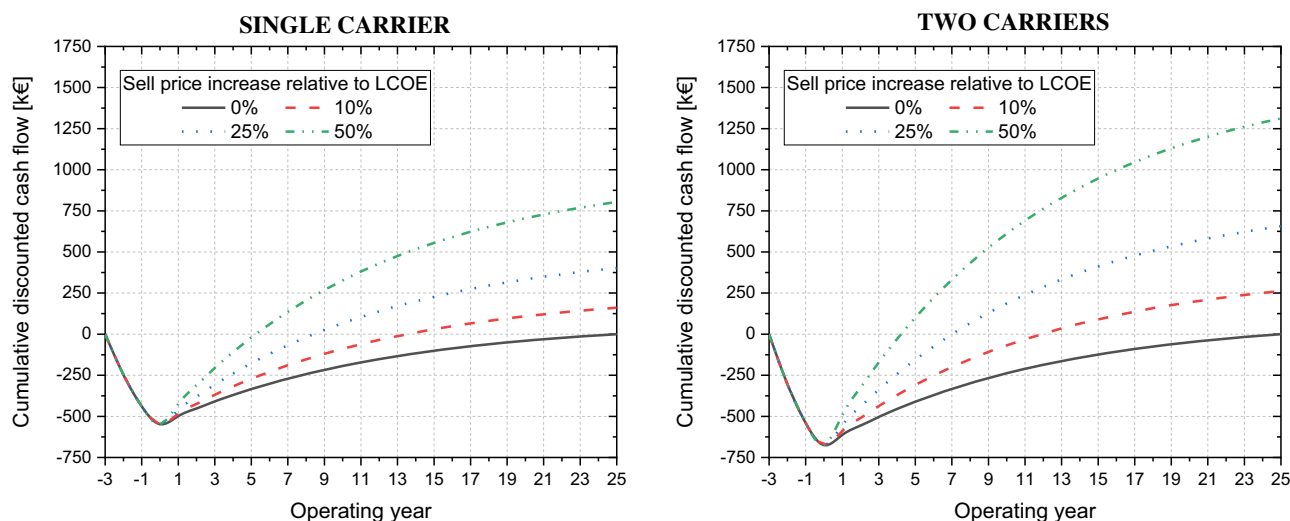 SINGLE CARRIER
1750
1500
1250
1000
750
500
250
0
-250
-500
-750
Cumulative discounted cash flow [k€]
Sell price increase relative to LCOE
0% 10%
25% 50%
-3 -1 1 3 5 7 9 11 13 15 17 19 21 23 25
Operating year
TWO CARRIERS
1750
1500
1250
1000
750
500
250
0
-250
-500
-750
Cumulative discounted cash flow [k€]
Sell price increase relative to LCOE
0% 10%
25% 50%
-3 -1 1 3 5 7 9 11 13 15 17 19 21 23 25
Operating year